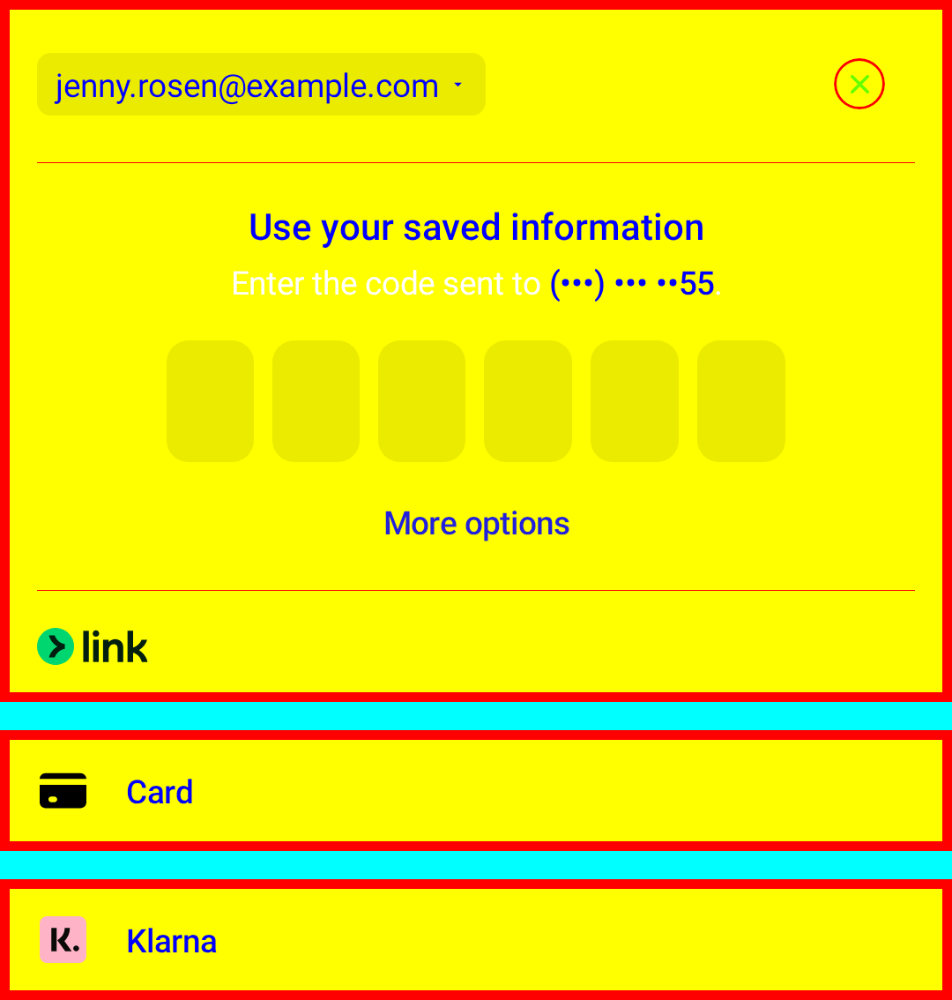 jenny.rosen@example.com
Use your saved information
Enter the code sent to (•••) ••• ••55.
More options
link
Card
K.
Klarna